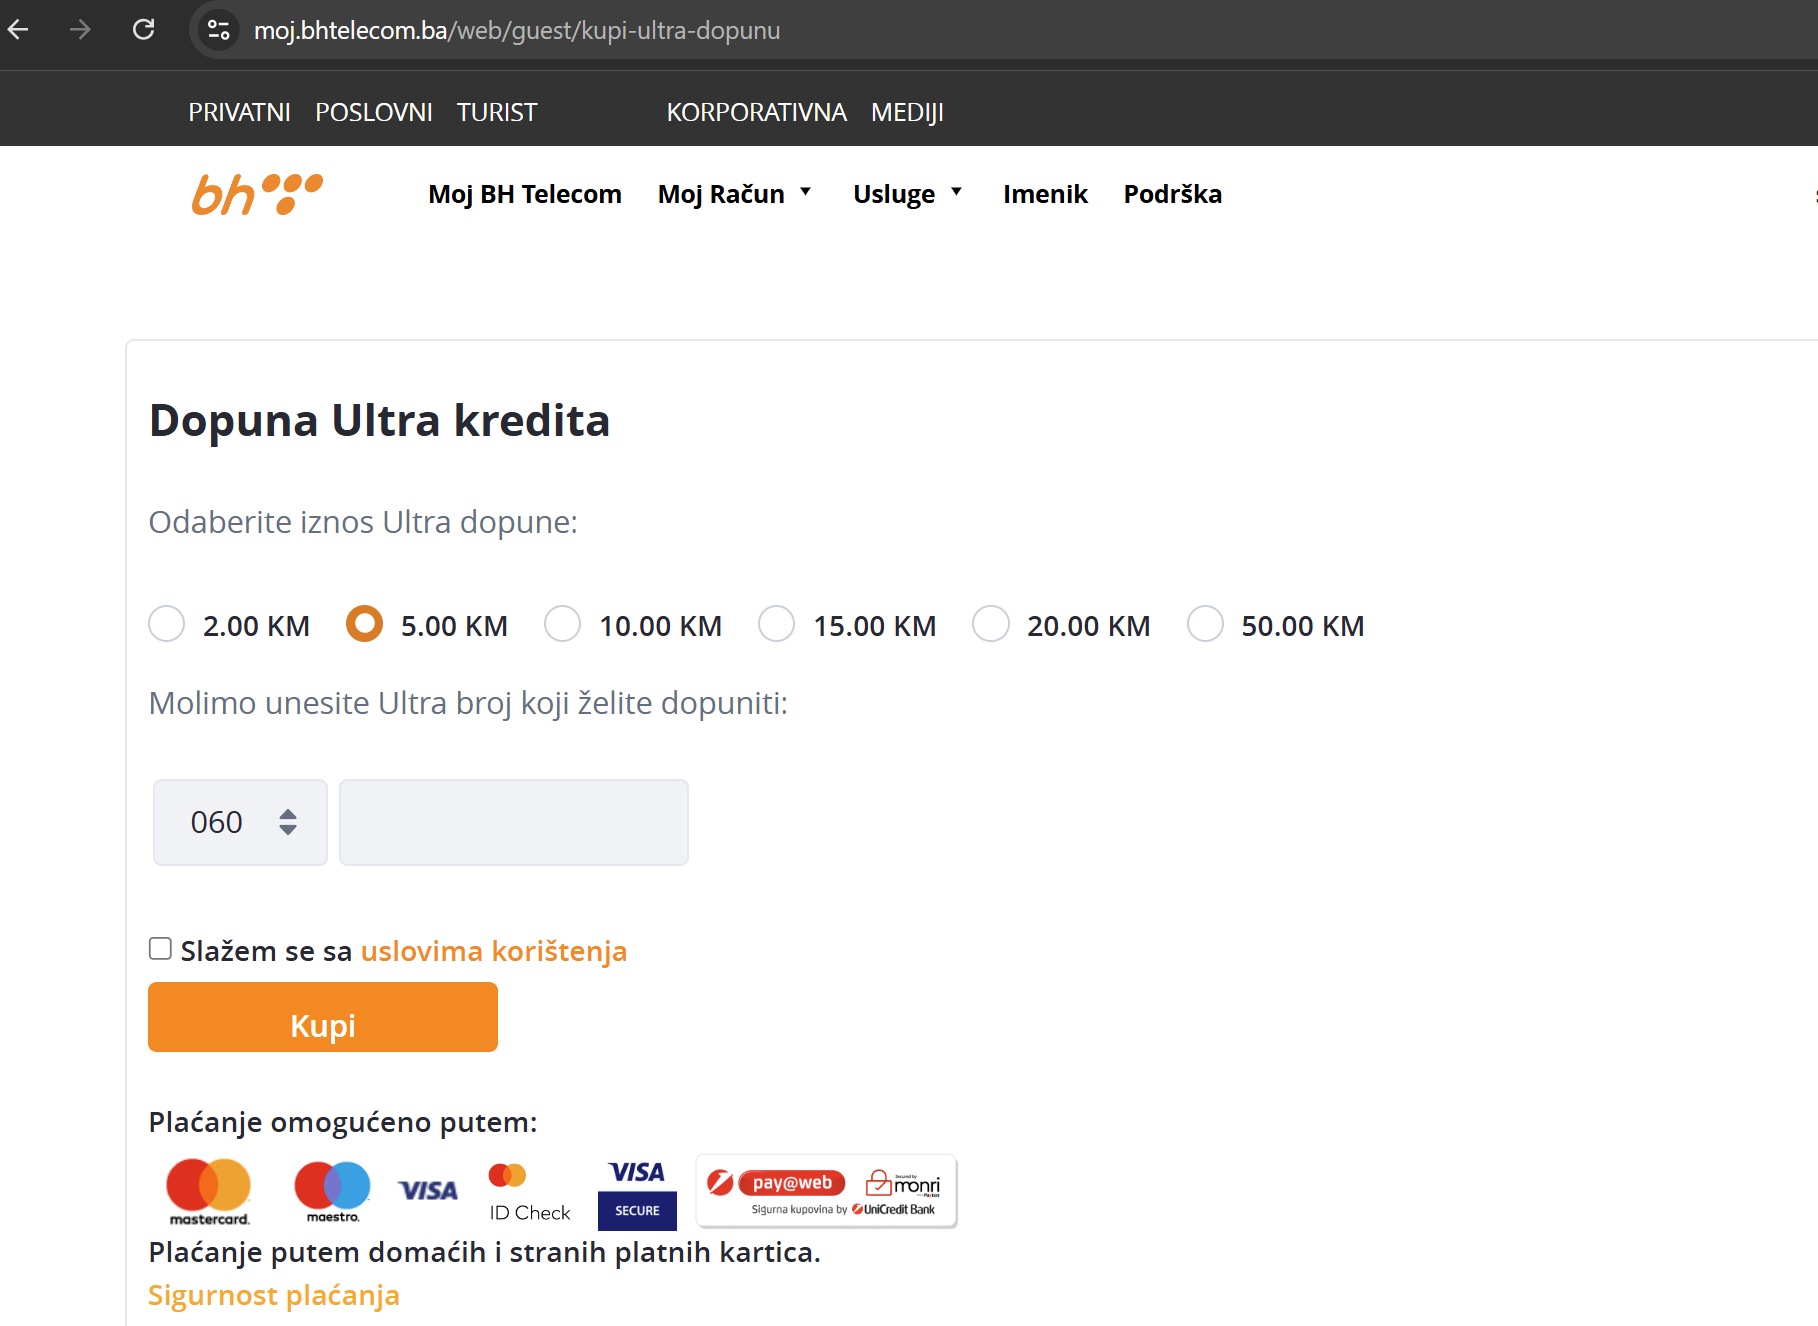 moj.bhtelecom.ba/web/guest/kupi-ultra-dopunu
PRIVATNI POSLOVNI TURIST KORPORATIVNA MEDIJI
bh Moj BH Telecom Moj Račun Usluge Imenik Podrška
Dopuna Ultra kredita
Odaberite iznos Ultra dopune:
2.00 KM 5.00 KM 10.00 KM 15.00 KM 20.00 KM 50.00 KM
Molimo unesite Ultra broj koji želite dopuniti:
060
Slažem se sa uslovima korištenja
Kupi
Plaćanje omogućeno putem:
mastercard. maestro. VISA ID Check VISA SECURE pay@web Secured by monri Payten
Sigurna kupovina by UniCredit Bank
Plaćanje putem domaćih i stranih platnih kartica.
Sigurnost plaćanja